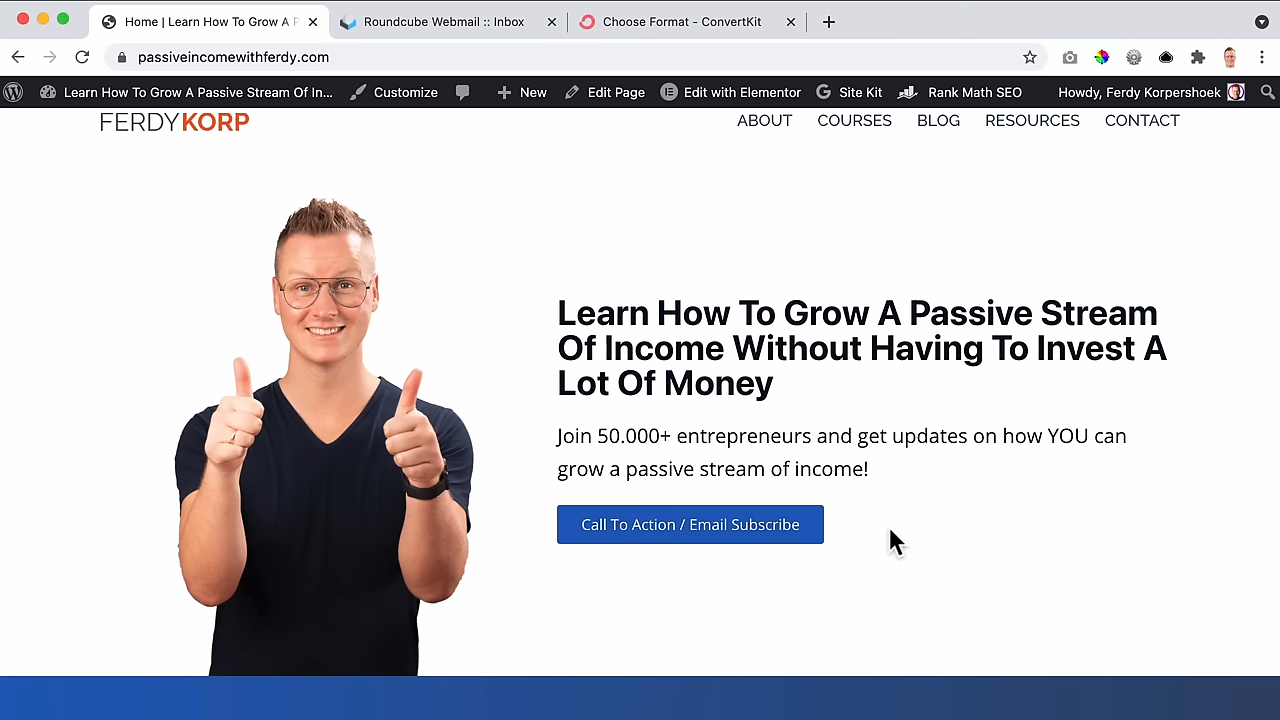 Home | Learn How To Grow A P
Roundcube Webmail :: Inbox
Choose Format - ConvertKit
passiveincomewithferdy.com
Learn How To Grow A Passive Stream Of In...
Customize
New
Edit Page
Edit with Elementor
Site Kit
Rank Math SEO
Howdy, Ferdy Korpershoek
FERDYKORP
ABOUT
COURSES
BLOG
RESOURCES
CONTACT
Learn How To Grow A Passive Stream
Of Income Without Having To Invest A
Lot Of Money
Join 50.000+ entrepreneurs and get updates on how YOU can
grow a passive stream of income!
Call To Action / Email Subscribe